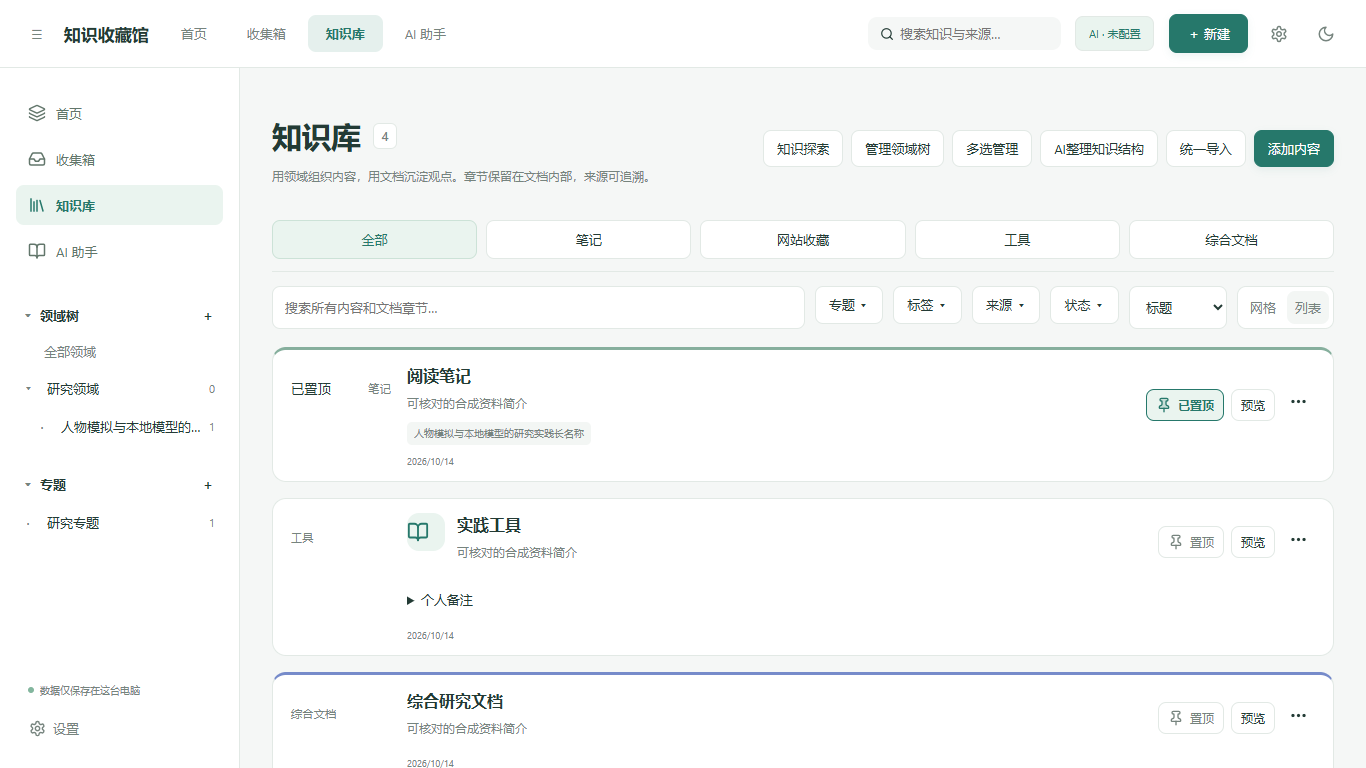 知识收藏馆 首页 收集箱 知识库 AI 助手 搜索知识与来源... AI · 未配置 + 新建
首页
收集箱
知识库
AI 助手
领域树 +
全部领域
研究领域 0
人物模拟与本地模型的... 1
专题 +
研究专题 1
数据仅保存在这台电脑
设置
知识库 4
知识探索 管理领域树 多选管理 AI整理知识结构 统一导入 添加内容
用领域组织内容，用文档沉淀观点。章节保留在文档内部，来源可追溯。
全部 笔记 网站收藏 工具 综合文档
搜索所有内容和文档章节... 专题 标签 来源 状态 标题 网格 列表
已置顶 笔记 阅读笔记
可核对的合成资料简介
人物模拟与本地模型的研究实践长名称
2026/10/14
已置顶 预览 •••
工具 实践工具
可核对的合成资料简介
个人备注
2026/10/14
置顶 预览 •••
综合文档 综合研究文档
可核对的合成资料简介
2026/10/14
置顶 预览 •••